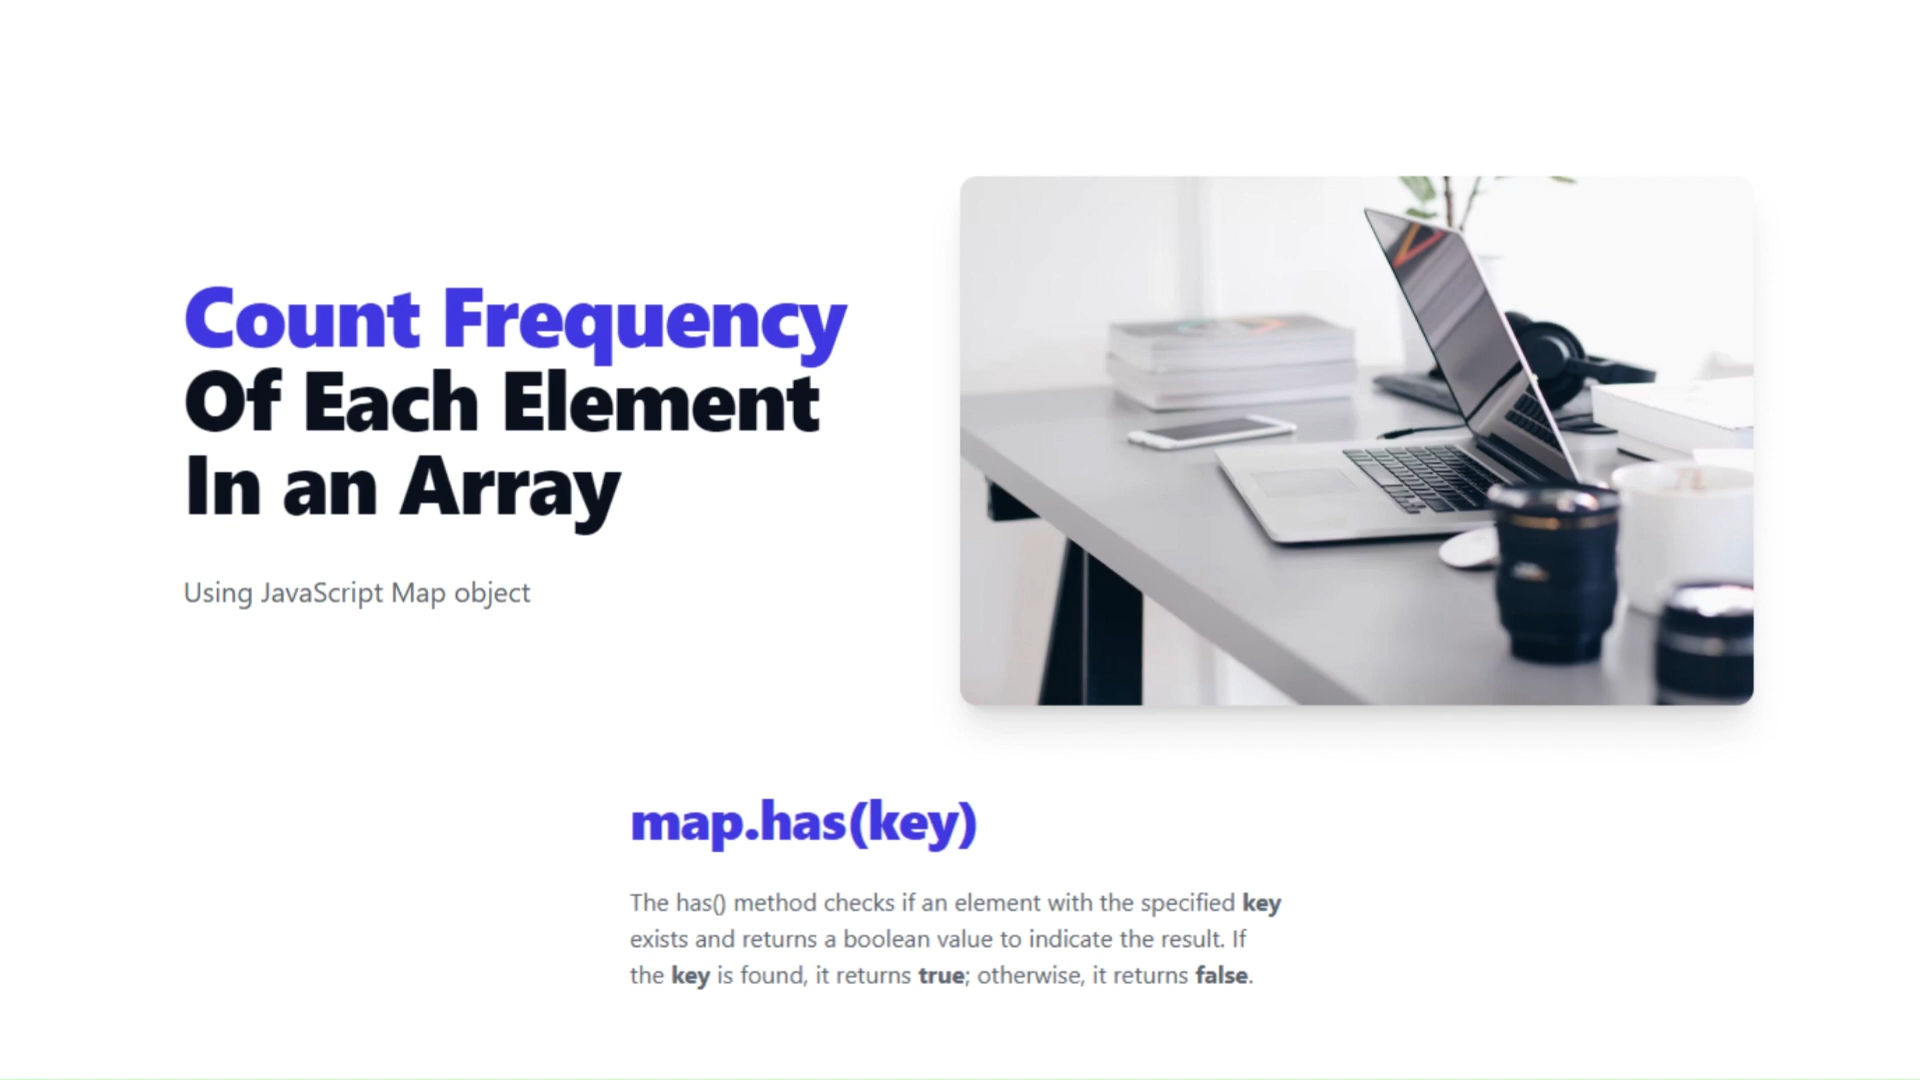 Count Frequency
Of Each Element
In an Array
Using JavaScript Map object
map.has(key)
The has() method checks if an element with the specified key
exists and returns a boolean value to indicate the result. If
the key is found, it returns true; otherwise, it returns false.